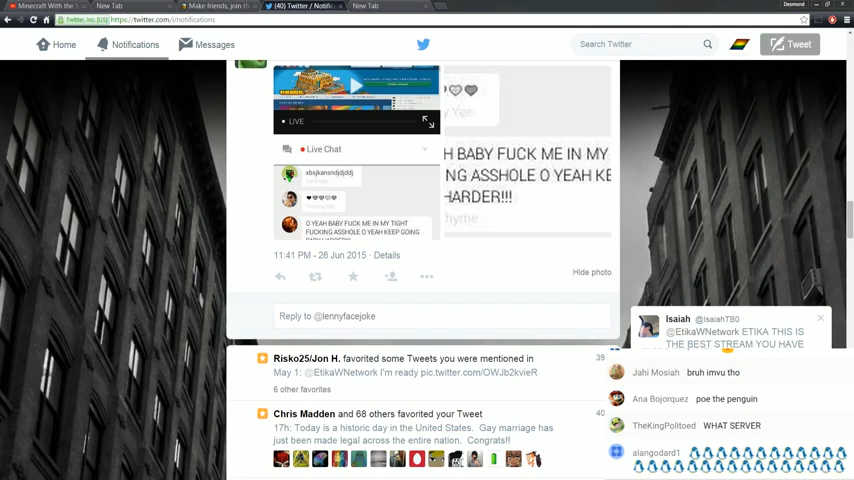 Desmond
Minecraft With the
New Tab
Make friends, join th
(40) Twitter / Notific
New Tab
Twitter, Inc. [US] https://twitter.com/i/notifications
Home
Notifications
Messages
Search Twitter
Tweet
LIVE
Yee
Live Chat
xbsjkansndjdjddj
H BABY FUCK ME IN MY
ING ASSHOLE O YEAH KE
HARDER!!!
hyme
O YEAH BABY FUCK ME IN MY TIGHT
FUCKING ASSHOLE O YEAH KEEP GOING
11:41 PM - 26 Jun 2015 · Details
Hide photo
Reply to @lennyfacejoke
Isaiah @IsaiahTB0
@EtikaWNetwork ETIKA THIS IS
THE BEST STREAM YOU HAVE
Risko25/Jon H. favorited some Tweets you were mentioned in
39
May 1: @EtikaWNetwork I'm ready pic.twitter.com/OWJb2kvieR
6 other favorites
Chris Madden and 68 others favorited your Tweet
40
17h: Today is a historic day in the United States. Gay marriage has
just been made legal across the entire nation. Congrats!!
Jahi Mosiah bruh imvu tho
Ana Bojorquez poe the penguin
TheKingPolitoed WHAT SERVER
alangodard1